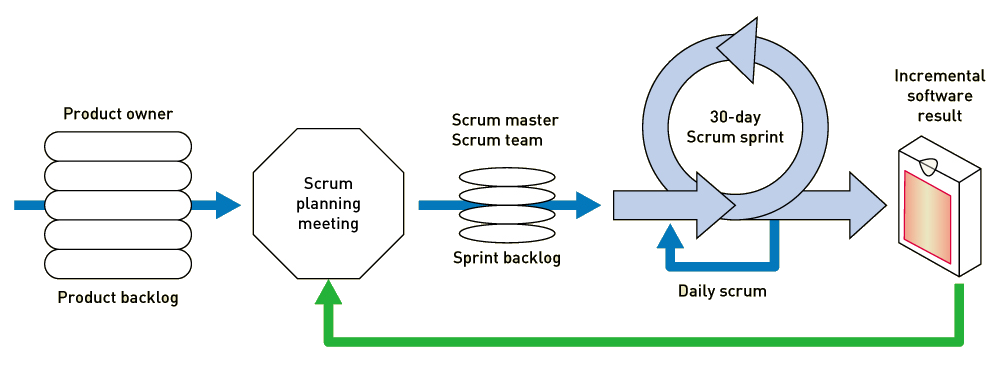 Product owner
Product backlog
Scrum
planning
meeting
Scrum master
Scrum team
Sprint backlog
30-day
Scrum sprint
Daily scrum
Incremental
software
result